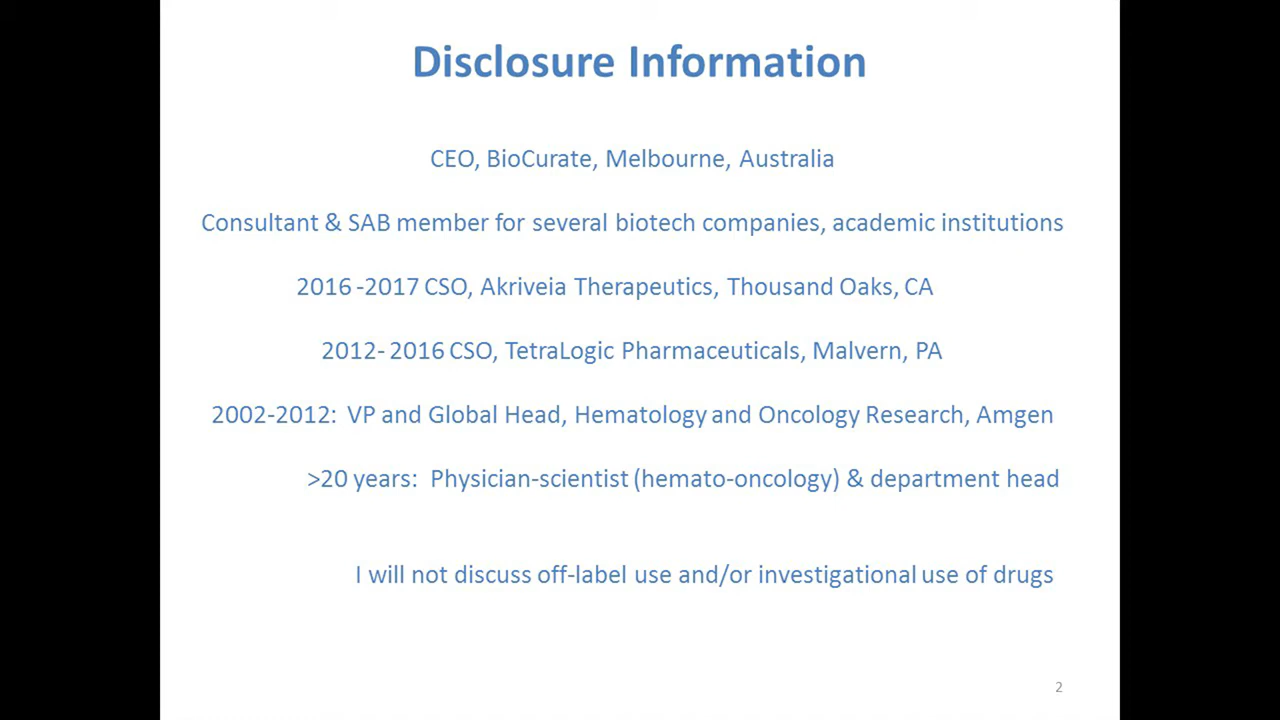 Disclosure Information
CEO, BioCurate, Melbourne, Australia
Consultant & SAB member for several biotech companies, academic institutions
2016 -2017 CSO, Akriveia Therapeutics, Thousand Oaks, CA
2012- 2016 CSO, TetraLogic Pharmaceuticals, Malvern, PA
2002-2012: VP and Global Head, Hematology and Oncology Research, Amgen
>20 years: Physician-scientist (hemato-oncology) & department head
I will not discuss off-label use and/or investigational use of drugs
2